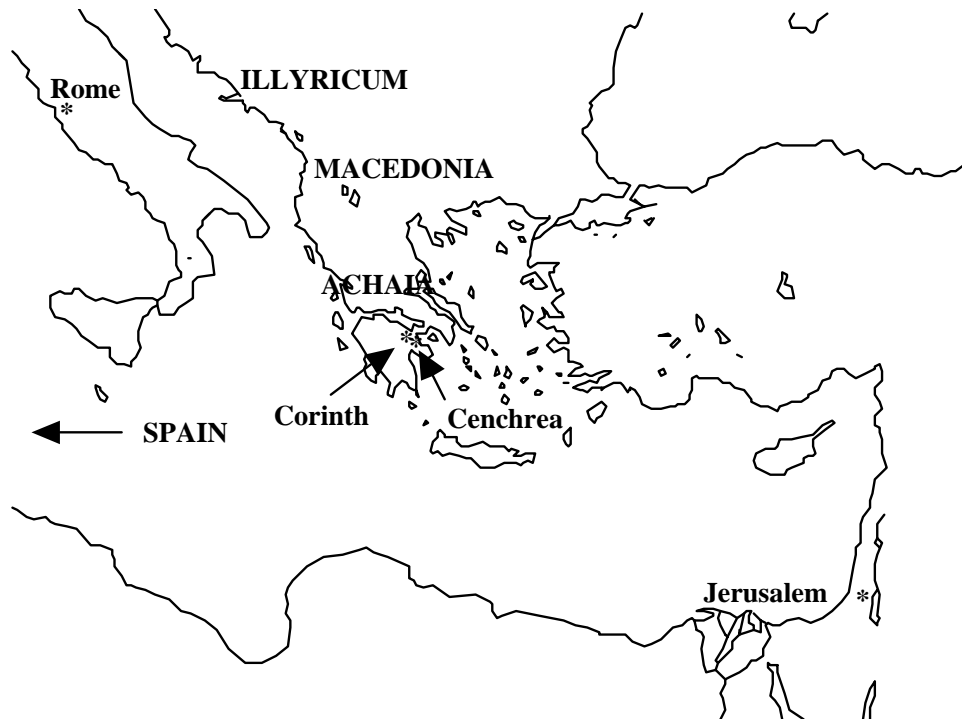 ILLYRICUM
Rome
*
MACEDONIA
ACHAIA
*
*
Corinth
Cenchrea
SPAIN
Jerusalem
*